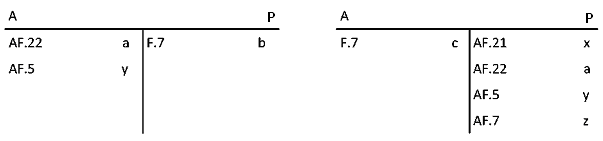 A P
AF.22 a F.7 b
AF.5 y
A P
F.7 c AF.21 x
AF.22 a
AF.5 y
AF.7 z